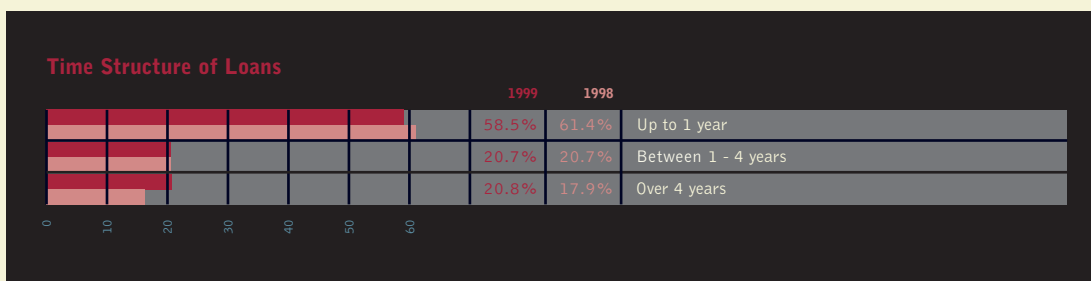 Time Structure of Loans
1999 1998
58.5% 61.4% Up to 1 year
20.7% 20.7% Between 1 - 4 years
20.8% 17.9% Over 4 years
0 10 20 30 40 50 60